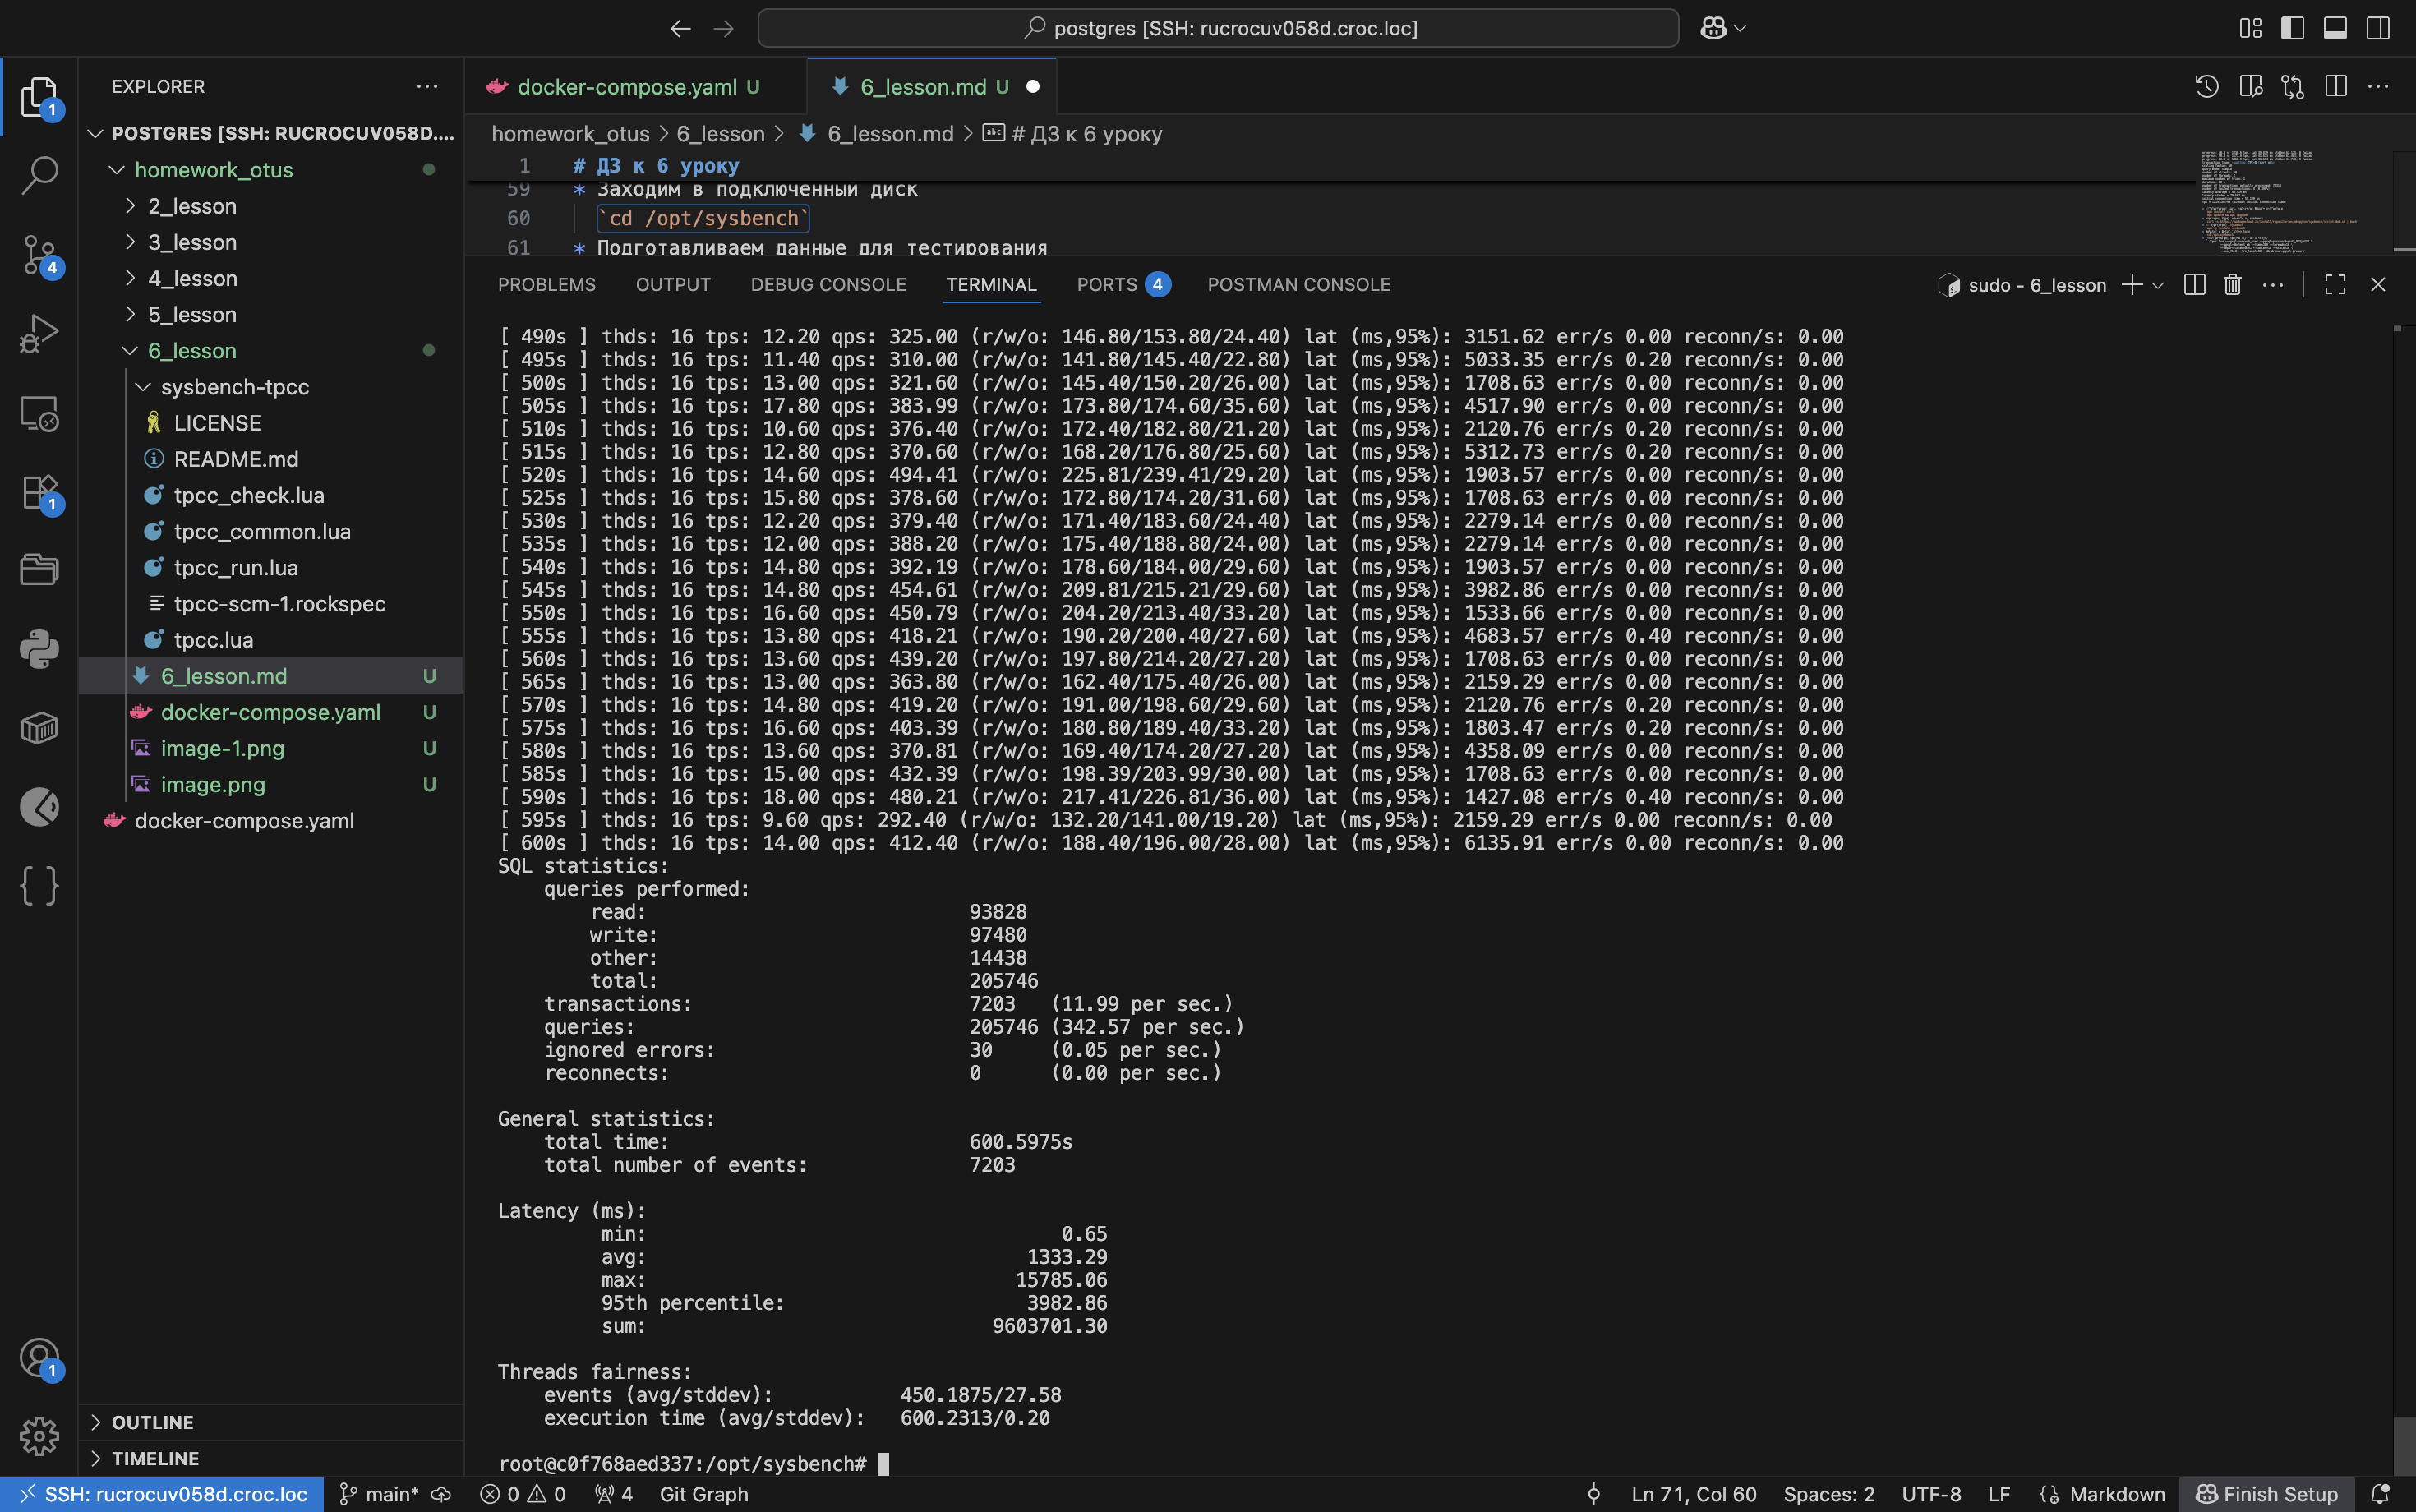 postgres [SSH: rucrocuv058d.croc.loc]
EXPLORER
POSTGRES [SSH: RUCROCUV058D....
homework_otus
2_lesson
3_lesson
4_lesson
5_lesson
6_lesson
sysbench-tpcc
LICENSE
README.md
tpcc_check.lua
tpcc_common.lua
tpcc_run.lua
tpcc-scm-1.rockspec
tpcc.lua
6_lesson.md U
docker-compose.yaml U
image-1.png U
image.png U
docker-compose.yaml
OUTLINE
TIMELINE
1
4
1
1
docker-compose.yaml U
6_lesson.md U
homework_otus > 6_lesson > 6_lesson.md > # ДЗ к 6 уроку
1 # ДЗ к 6 уроку
59 * Заходим в подключенный диск
60 `cd /opt/sysbench`
61 * Подготавливаем данные для тестирования
PROBLEMS OUTPUT DEBUG CONSOLE TERMINAL PORTS 4 POSTMAN CONSOLE
sudo - 6_lesson
[ 490s ] thds: 16 tps: 12.20 qps: 325.00 (r/w/o: 146.80/153.80/24.40) lat (ms,95%): 3151.62 err/s 0.00 reconn/s: 0.00
[ 495s ] thds: 16 tps: 11.40 qps: 310.00 (r/w/o: 141.80/145.40/22.80) lat (ms,95%): 5033.35 err/s 0.20 reconn/s: 0.00
[ 500s ] thds: 16 tps: 13.00 qps: 321.60 (r/w/o: 145.40/150.20/26.00) lat (ms,95%): 1708.63 err/s 0.00 reconn/s: 0.00
[ 505s ] thds: 16 tps: 17.80 qps: 383.99 (r/w/o: 173.80/174.60/35.60) lat (ms,95%): 4517.90 err/s 0.00 reconn/s: 0.00
[ 510s ] thds: 16 tps: 10.60 qps: 376.40 (r/w/o: 172.40/182.80/21.20) lat (ms,95%): 2120.76 err/s 0.20 reconn/s: 0.00
[ 515s ] thds: 16 tps: 12.80 qps: 370.60 (r/w/o: 168.20/176.80/25.60) lat (ms,95%): 5312.73 err/s 0.20 reconn/s: 0.00
[ 520s ] thds: 16 tps: 14.60 qps: 494.41 (r/w/o: 225.81/239.41/29.20) lat (ms,95%): 1903.57 err/s 0.00 reconn/s: 0.00
[ 525s ] thds: 16 tps: 15.80 qps: 378.60 (r/w/o: 172.80/174.20/31.60) lat (ms,95%): 1708.63 err/s 0.00 reconn/s: 0.00
[ 530s ] thds: 16 tps: 12.20 qps: 379.40 (r/w/o: 171.40/183.60/24.40) lat (ms,95%): 2279.14 err/s 0.00 reconn/s: 0.00
[ 535s ] thds: 16 tps: 12.00 qps: 388.20 (r/w/o: 175.40/188.80/24.00) lat (ms,95%): 2279.14 err/s 0.00 reconn/s: 0.00
[ 540s ] thds: 16 tps: 14.80 qps: 392.19 (r/w/o: 178.60/184.00/29.60) lat (ms,95%): 1903.57 err/s 0.00 reconn/s: 0.00
[ 545s ] thds: 16 tps: 14.80 qps: 454.61 (r/w/o: 209.81/215.21/29.60) lat (ms,95%): 3982.86 err/s 0.00 reconn/s: 0.00
[ 550s ] thds: 16 tps: 16.60 qps: 450.79 (r/w/o: 204.20/213.40/33.20) lat (ms,95%): 1533.66 err/s 0.00 reconn/s: 0.00
[ 555s ] thds: 16 tps: 13.80 qps: 418.21 (r/w/o: 190.20/200.40/27.60) lat (ms,95%): 4683.57 err/s 0.40 reconn/s: 0.00
[ 560s ] thds: 16 tps: 13.60 qps: 439.20 (r/w/o: 197.80/214.20/27.20) lat (ms,95%): 1708.63 err/s 0.00 reconn/s: 0.00
[ 565s ] thds: 16 tps: 13.00 qps: 363.80 (r/w/o: 162.40/175.40/26.00) lat (ms,95%): 2159.29 err/s 0.00 reconn/s: 0.00
[ 570s ] thds: 16 tps: 14.80 qps: 419.20 (r/w/o: 191.00/198.60/29.60) lat (ms,95%): 2120.76 err/s 0.20 reconn/s: 0.00
[ 575s ] thds: 16 tps: 16.60 qps: 403.39 (r/w/o: 180.80/189.40/33.20) lat (ms,95%): 1803.47 err/s 0.20 reconn/s: 0.00
[ 580s ] thds: 16 tps: 13.60 qps: 370.81 (r/w/o: 169.40/174.20/27.20) lat (ms,95%): 4358.09 err/s 0.00 reconn/s: 0.00
[ 585s ] thds: 16 tps: 15.00 qps: 432.39 (r/w/o: 198.39/203.99/30.00) lat (ms,95%): 1708.63 err/s 0.00 reconn/s: 0.00
[ 590s ] thds: 16 tps: 18.00 qps: 480.21 (r/w/o: 217.41/226.81/36.00) lat (ms,95%): 1427.08 err/s 0.40 reconn/s: 0.00
[ 595s ] thds: 16 tps: 9.60 qps: 292.40 (r/w/o: 132.20/141.00/19.20) lat (ms,95%): 2159.29 err/s 0.00 reconn/s: 0.00
[ 600s ] thds: 16 tps: 14.00 qps: 412.40 (r/w/o: 188.40/196.00/28.00) lat (ms,95%): 6135.91 err/s 0.00 reconn/s: 0.00
SQL statistics:
queries performed:
read: 93828
write: 97480
other: 14438
total: 205746
transactions: 7203 (11.99 per sec.)
queries: 205746 (342.57 per sec.)
ignored errors: 30 (0.05 per sec.)
reconnects: 0 (0.00 per sec.)
General statistics:
total time: 600.5975s
total number of events: 7203
Latency (ms):
min: 0.65
avg: 1333.29
max: 15785.06
95th percentile: 3982.86
sum: 9603701.30
Threads fairness:
events (avg/stddev): 450.1875/27.58
execution time (avg/stddev): 600.2313/0.20
root@c0f768aed337:/opt/sysbench#
SSH: rucrocuv058d.croc.loc main* 0 0 4 Git Graph Ln 71, Col 60 Spaces: 2 UTF-8 LF Markdown Finish Setup